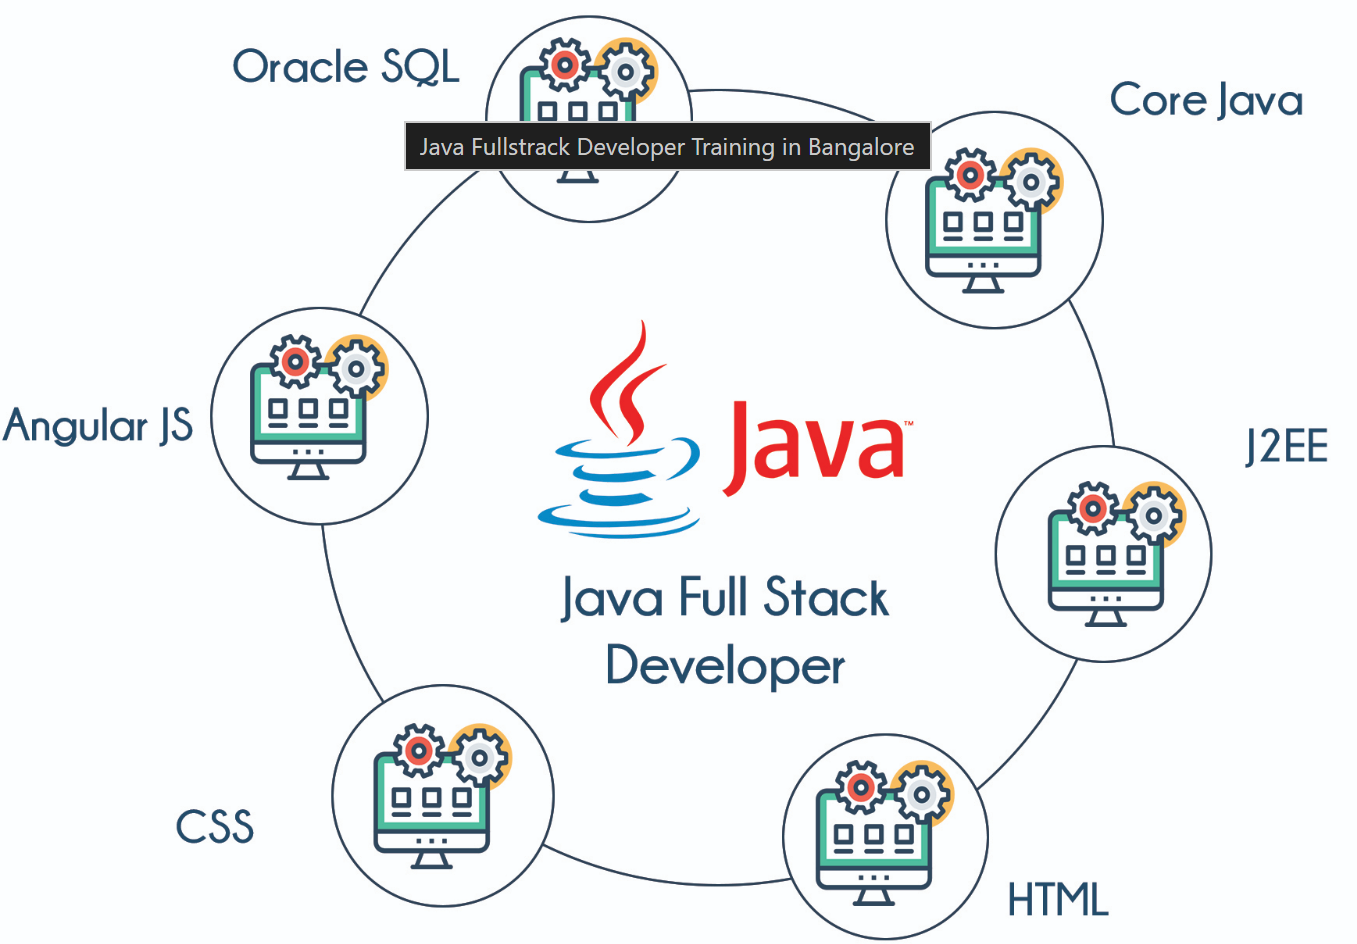 Oracle SQL
Core Java
Java Fullstrack Developer Training in Bangalore
Angular JS
Java™
J2EE
Java Full Stack
Developer
CSS
HTML